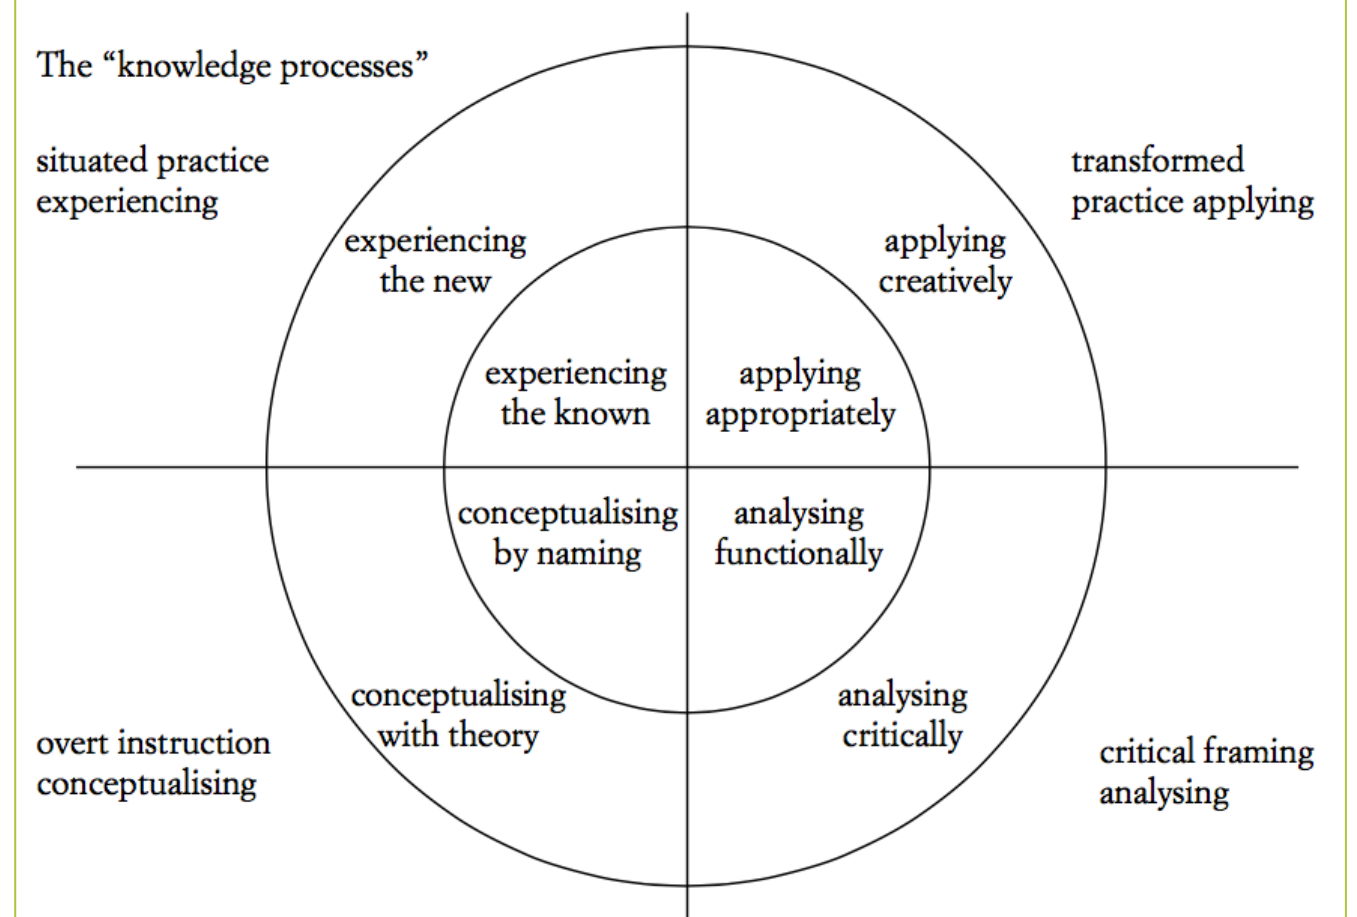 The “knowledge processes”
situated practice
experiencing
transformed
practice applying
experiencing
the new
applying
creatively
experiencing
the known
applying
appropriately
conceptualising
by naming
analysing
functionally
conceptualising
with theory
analysing
critically
overt instruction
conceptualising
critical framing
analysing